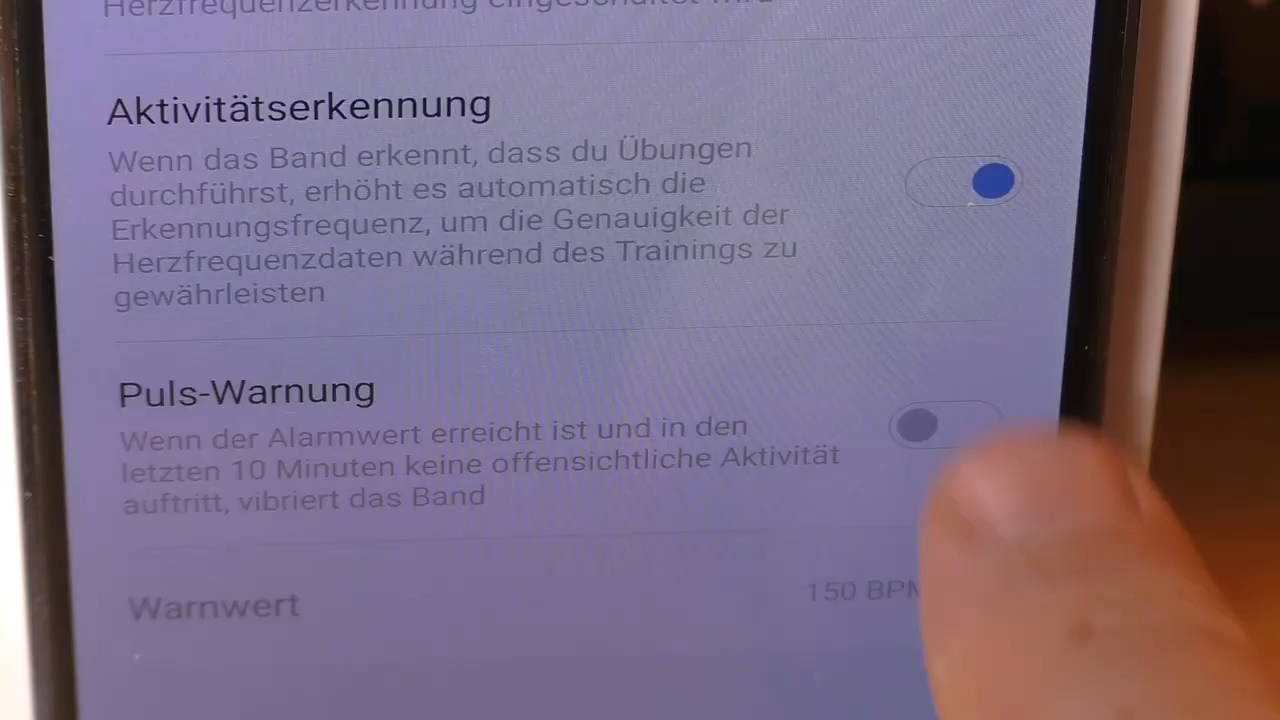 Herzfrequenzerkennung eingeschaltet
Aktivitätserkennung
Wenn das Band erkennt, dass du Übungen
durchführst, erhöht es automatisch die
Erkennungsfrequenz, um die Genauigkeit der
Herzfrequenzdaten während des Trainings zu
gewährleisten
Puls-Warnung
Wenn der Alarmwert erreicht ist und in den
letzten 10 Minuten keine offensichtliche Aktivität
auftritt, vibriert das Band
Warnwert
150 BPM